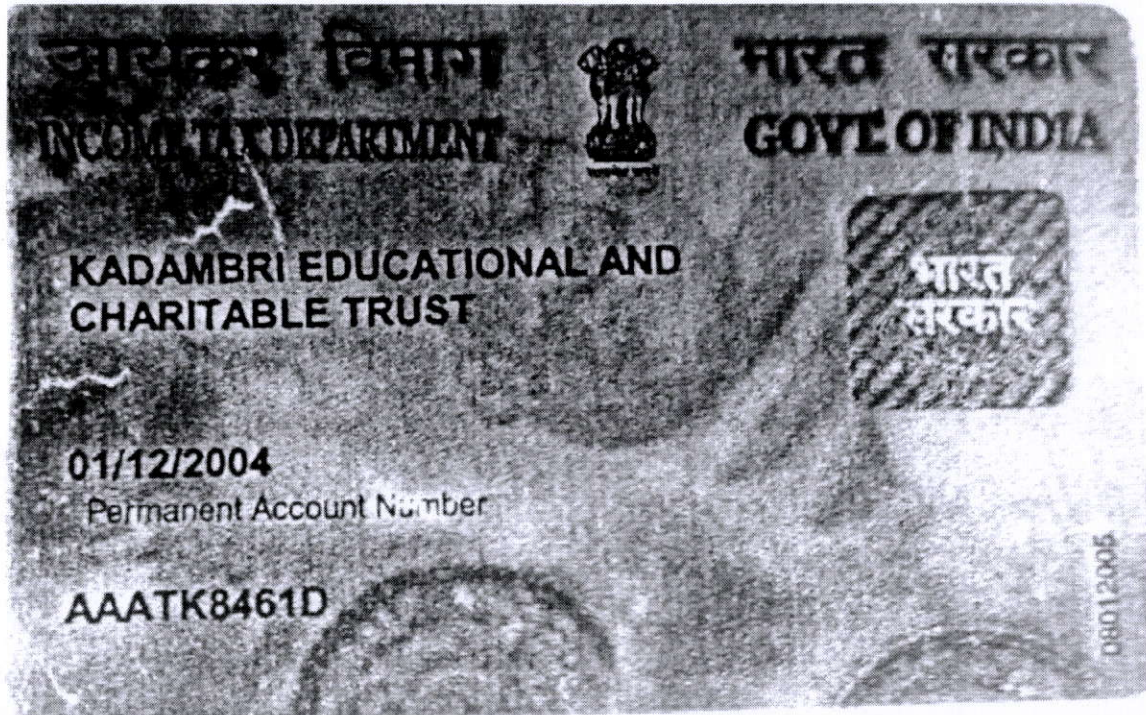 आयकर विभाग
INCOME TAX DEPARTMENT
भारत सरकार
GOVT. OF INDIA
KADAMBRI EDUCATIONAL AND
CHARITABLE TRUST
भारत
सरकार
01/12/2004
Permanent Account Number
AAATK8461D
08012005